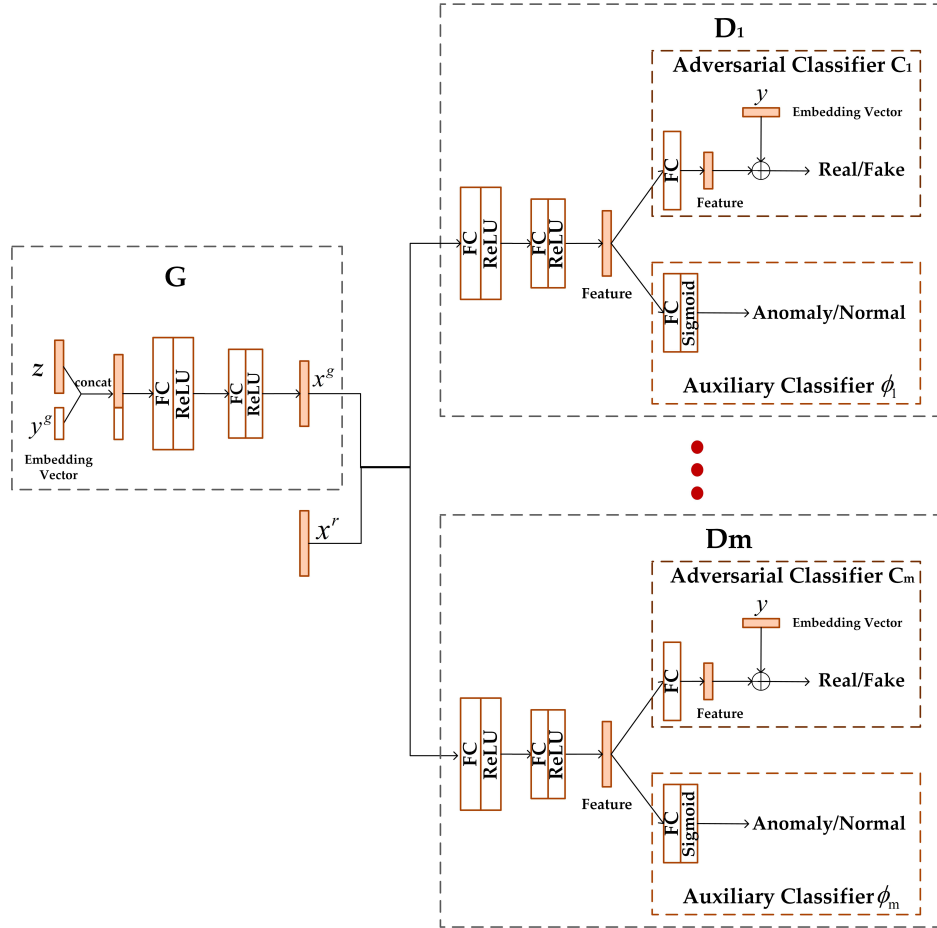 G
z
y^g
Embedding
Vector
concat
FC
ReLU
FC
ReLU
x^g
x^r
D1
Adversarial Classifier C1
y
Embedding Vector
FC
Feature
Real/Fake
FC
ReLU
FC
ReLU
Feature
FC
Sigmoid
Anomaly/Normal
Auxiliary Classifier ϕ1
Dm
Adversarial Classifier Cm
y
Embedding Vector
FC
Feature
Real/Fake
FC
ReLU
FC
ReLU
Feature
FC
Sigmoid
Anomaly/Normal
Auxiliary Classifier ϕm